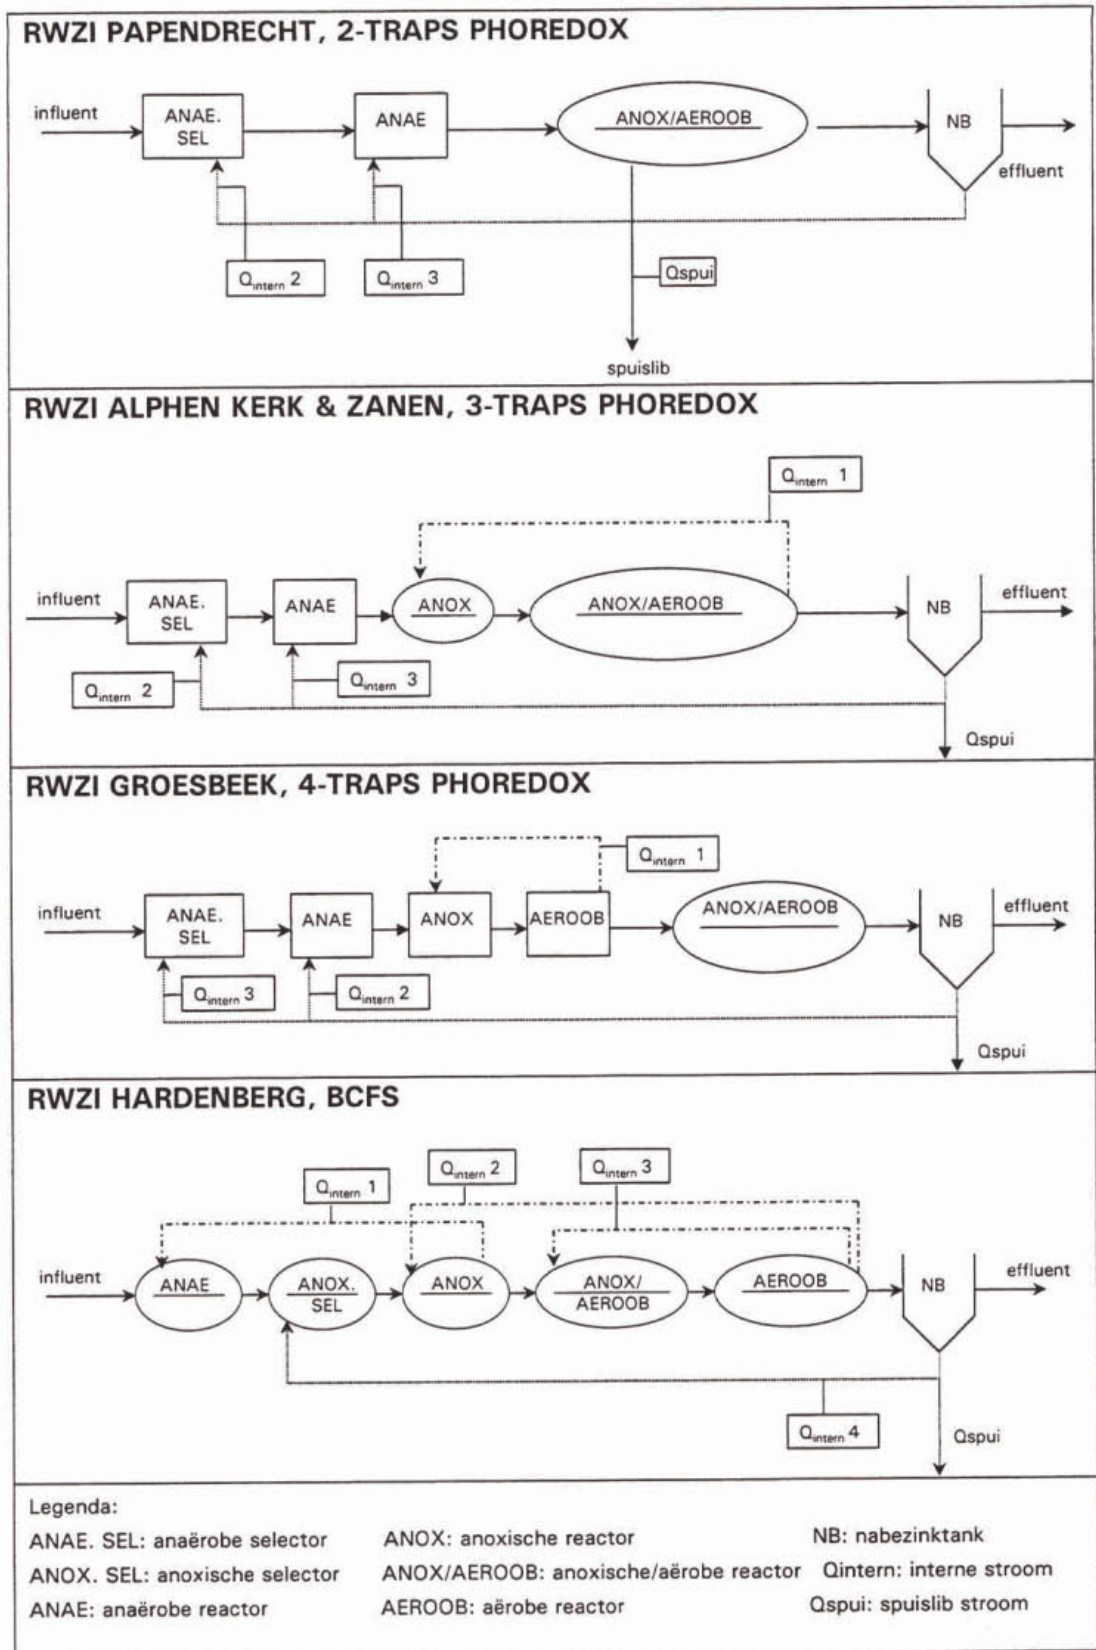 RWZI PAPENDRECHT, 2-TRAPS PHOREDOX
influent
ANAE.
SEL
ANAE
ANOX/AEROOB
NB
effluent
Qintern 2
Qintern 3
Qspui
spuislib
RWZI ALPHEN KERK & ZANEN, 3-TRAPS PHOREDOX
Qintern 1
influent
ANAE.
SEL
ANAE
ANOX
ANOX/AEROOB
NB
effluent
Qintern 2
Qintern 3
Qspui
RWZI GROESBEEK, 4-TRAPS PHOREDOX
Qintern 1
influent
ANAE.
SEL
ANAE
ANOX
AEROOB
ANOX/AEROOB
NB
effluent
Qintern 3
Qintern 2
Qspui
RWZI HARDENBERG, BCFS
Qintern 1
Qintern 2
Qintern 3
influent
ANAE
ANOX.
SEL
ANOX
ANOX/
AEROOB
AEROOB
NB
effluent
Qintern 4
Qspui
Legenda:
ANAE. SEL: anaërobe selector
ANOX: anoxische reactor
NB: nabezinktank
ANOX. SEL: anoxische selector
ANOX/AEROOB: anoxische/aërobe reactor
Qintern: interne stroom
ANAE: anaërobe reactor
AEROOB: aërobe reactor
Qspui: spuislib stroom